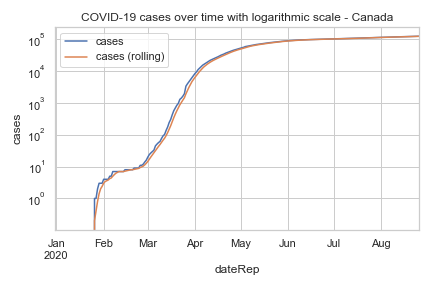 COVID-19 cases over time with logarithmic scale - Canada
cases
cases (rolling)
10^5
10^4
10^3
10^2
10^1
10^0
cases
Jan Feb Mar Apr May Jun Jul Aug
2020
dateRep